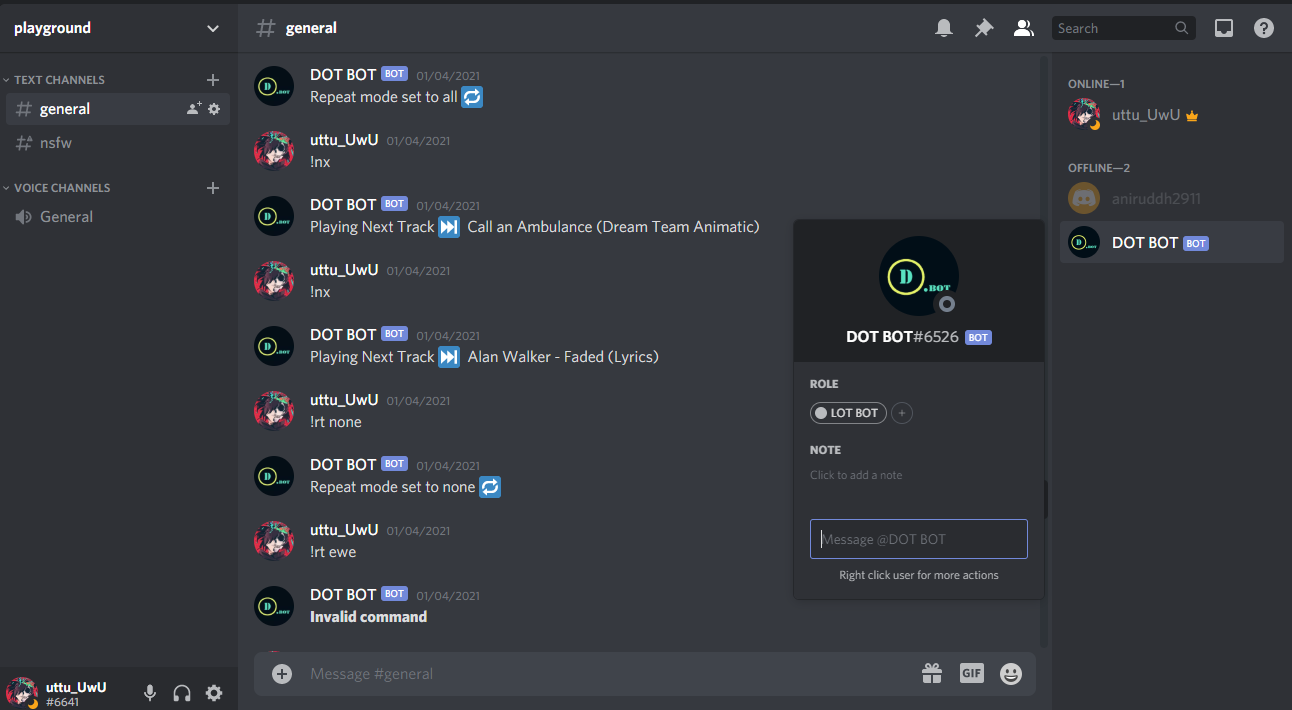 playground
TEXT CHANNELS
general
nsfw
VOICE CHANNELS
General
uttu_UwU
#6641
general
Search
DOT BOT BOT 01/04/2021
Repeat mode set to all
uttu_UwU 01/04/2021
!nx
DOT BOT BOT 01/04/2021
Playing Next Track Call an Ambulance (Dream Team Animatic)
uttu_UwU 01/04/2021
!nx
DOT BOT BOT 01/04/2021
Playing Next Track Alan Walker - Faded (Lyrics)
uttu_UwU 01/04/2021
!rt none
DOT BOT BOT 01/04/2021
Repeat mode set to none
uttu_UwU 01/04/2021
!rt ewe
DOT BOT BOT 01/04/2021
Invalid command
Message #general
GIF
D.BOT
DOT BOT#6526 BOT
ROLE
LOT BOT +
NOTE
Click to add a note
Message @DOT BOT
Right click user for more actions
ONLINE—1
uttu_UwU
OFFLINE—2
aniruddh2911
DOT BOT BOT